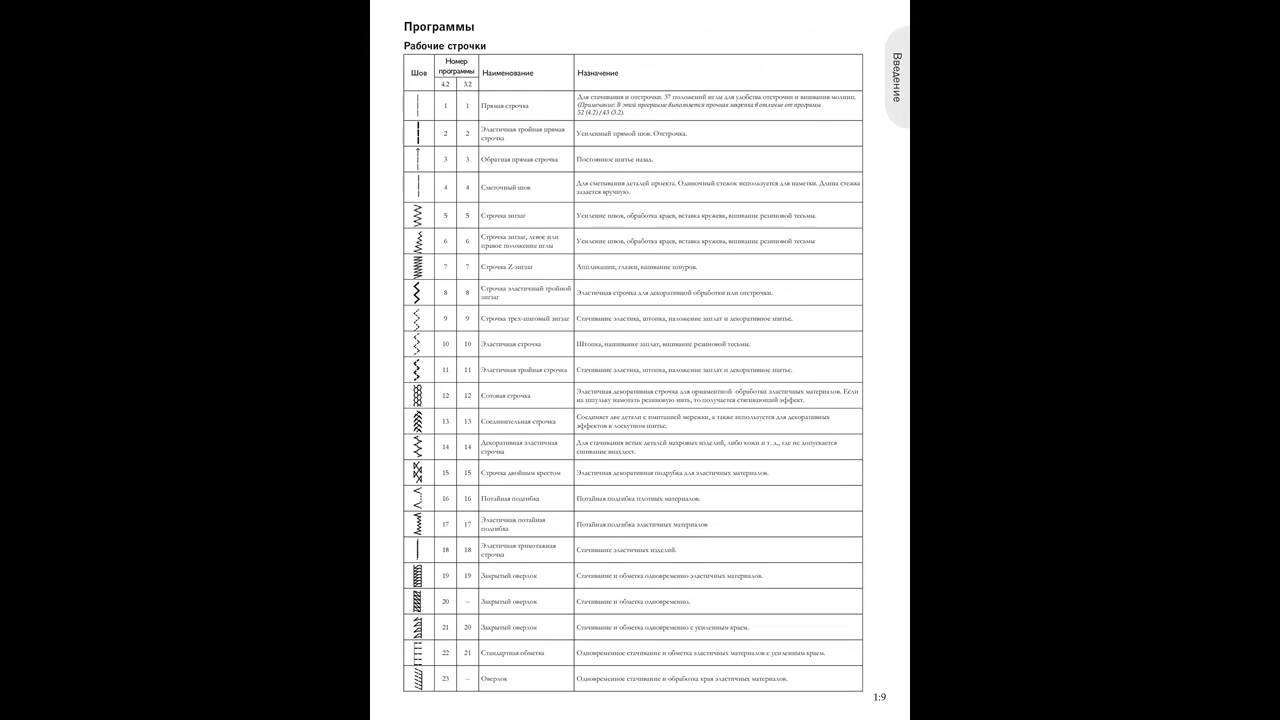 Программы
Рабочие строчки
Шов Номер программы Наименование Назначение
4.2 3.2
1 1 Прямая строчка Для стачивания и отстрочки. 37 положений иглы для удобства отстрочки и вшивания молнии.
(Примечание: В этой программе выполняется прочная закрепка в отличие от программ
52 (4.2) / 43 (3.2).
2 2 Эластичная тройная прямая
строчка Усиленный прямой шов. Отстрочка.
3 3 Обратная прямая строчка Постоянное шитье назад.
4 4 Сметочный шов Для сметывания деталей проекта. Одиночный стежок используется для наметки. Длина стежка
задается вручную.
5 5 Строчка зигзаг Усиление швов, обработка краев, вставка кружева, вшивание резиновой тесьмы.
6 6 Строчка зигзаг, левое или
правое положение иглы Усиление швов, обработка краев, вставка кружева, вшивание резиновой тесьмы
7 7 Строчка Z-зигзаг Аппликации, глазки, вшивание шнуров.
8 8 Строчка эластичный тройной
зигзаг Эластичная строчка для декоративной обработки или отстрочки.
9 9 Строчка трех-шаговый зигзаг Стачивание эластика, штопка, наложение заплат и декоративное шитье.
10 10 Эластичная строчка Штопка, нашивание заплат, вшивание резиновой тесьмы.
11 11 Эластичная тройная строчка Стачивание эластика, штопка, наложение заплат и декоративное шитье.
12 12 Сотовая строчка Эластичная декоративная строчка для орнаментной обработки эластичных материалов. Если
на шпульку намотать резиновую нить, то получается стягивающий эффект.
13 13 Соединительная строчка Соединяет две детали с имитацией мережки, а также используется для декоративных
эффектов в лоскутном шитье.
14 14 Декоративная эластичная
строчка Для стачивания встык деталей махровых изделий, либо кожи и т. д., где не допускается
сшивание внахлест.
15 15 Строчка двойным крестом Эластичная декоративная подрубка для эластичных материалов.
16 16 Потайная подгибка Потайная подгибка плотных материалов.
17 17 Эластичная потайная
подгибка Потайная подгибка эластичных материалов
18 18 Эластичная трикотажная
строчка Стачивание эластичных изделий.
19 19 Закрытый оверлок Стачивание и обметка одновременно эластичных материалов.
20 – Закрытый оверлок Стачивание и обметка одновременно.
21 20 Закрытый оверлок Стачивание и обметка одновременно с усиленным краем.
22 21 Стандартная обметка Одновременное стачивание и обметка эластичных материалов с усиленным краем.
23 – Оверлок Одновременное стачивание и обработка края эластичных материалов.
Введение
1:9